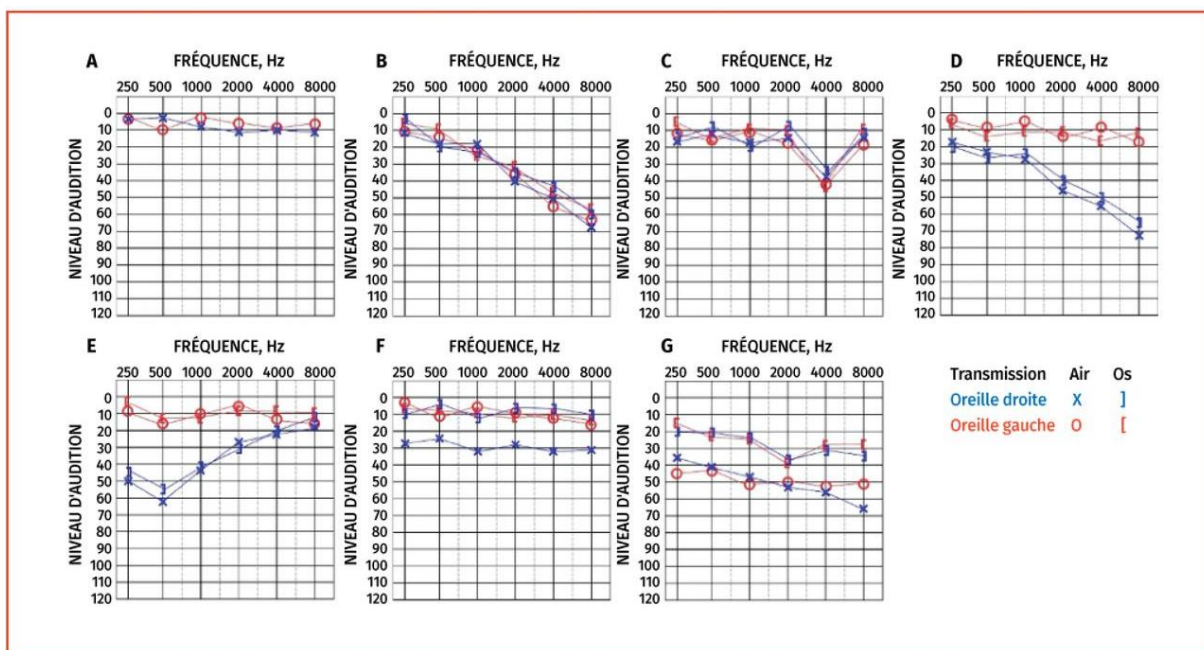 A
FRÉQUENCE, Hz
250 500 1000 2000 4000 8000
NIVEAU D'AUDITION
0
10
20
30
40
50
60
70
80
90
100
110
120
B
FRÉQUENCE, Hz
250 500 1000 2000 4000 8000
NIVEAU D'AUDITION
0
10
20
30
40
50
60
70
80
90
100
110
120
C
FRÉQUENCE, Hz
250 500 1000 2000 4000 8000
NIVEAU D'AUDITION
0
10
20
30
40
50
60
70
80
90
100
110
120
D
FRÉQUENCE, Hz
250 500 1000 2000 4000 8000
NIVEAU D'AUDITION
0
10
20
30
40
50
60
70
80
90
100
110
120
E
FRÉQUENCE, Hz
250 500 1000 2000 4000 8000
NIVEAU D'AUDITION
0
10
20
30
40
50
60
70
80
90
100
110
120
F
FRÉQUENCE, Hz
250 500 1000 2000 4000 8000
NIVEAU D'AUDITION
0
10
20
30
40
50
60
70
80
90
100
110
120
G
FRÉQUENCE, Hz
250 500 1000 2000 4000 8000
NIVEAU D'AUDITION
0
10
20
30
40
50
60
70
80
90
100
110
120
Transmission Air Os
Oreille droite X ]
Oreille gauche O [